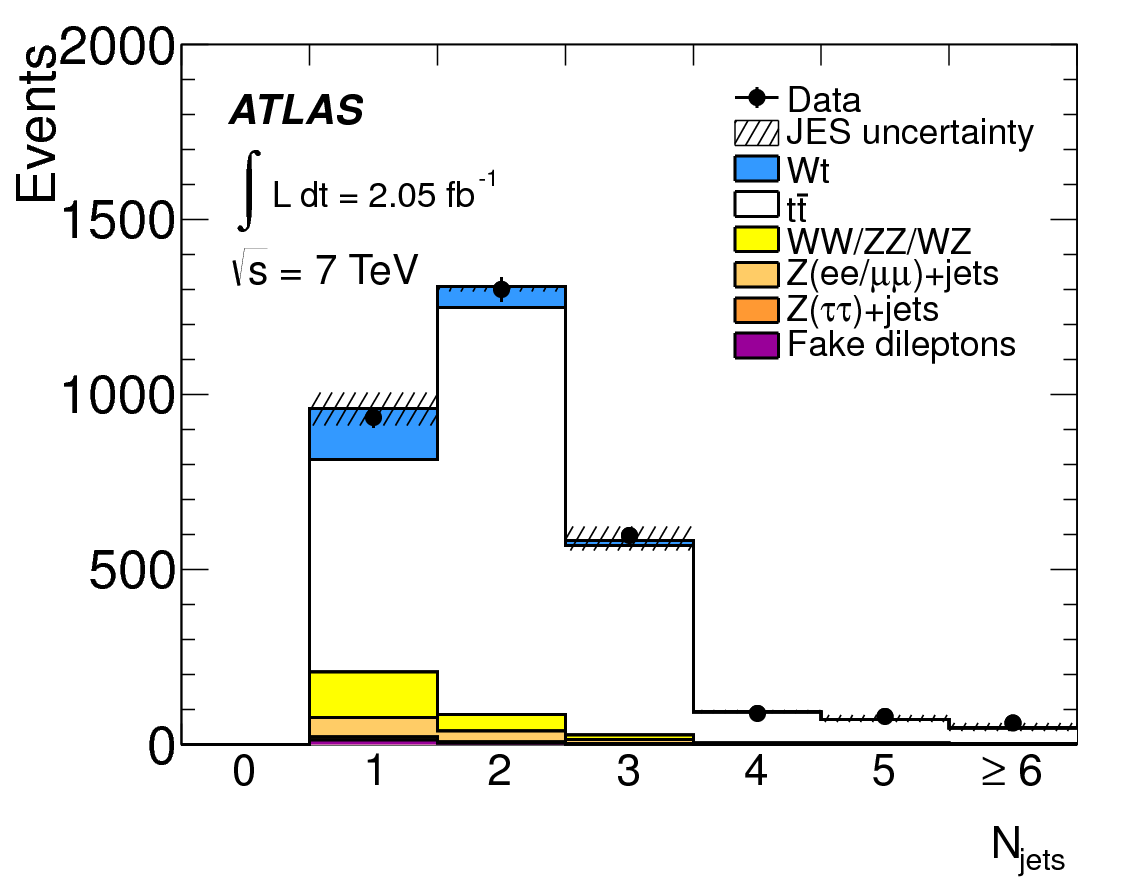 Events
2000
1500
1000
500
0
ATLAS
∫ L dt = 2.05 fb⁻¹
√s = 7 TeV
Data
JES uncertainty
Wt
tt̄
WW/ZZ/WZ
Z(ee/μμ)+jets
Z(ττ)+jets
Fake dileptons
0 1 2 3 4 5 ≥ 6
N_jets